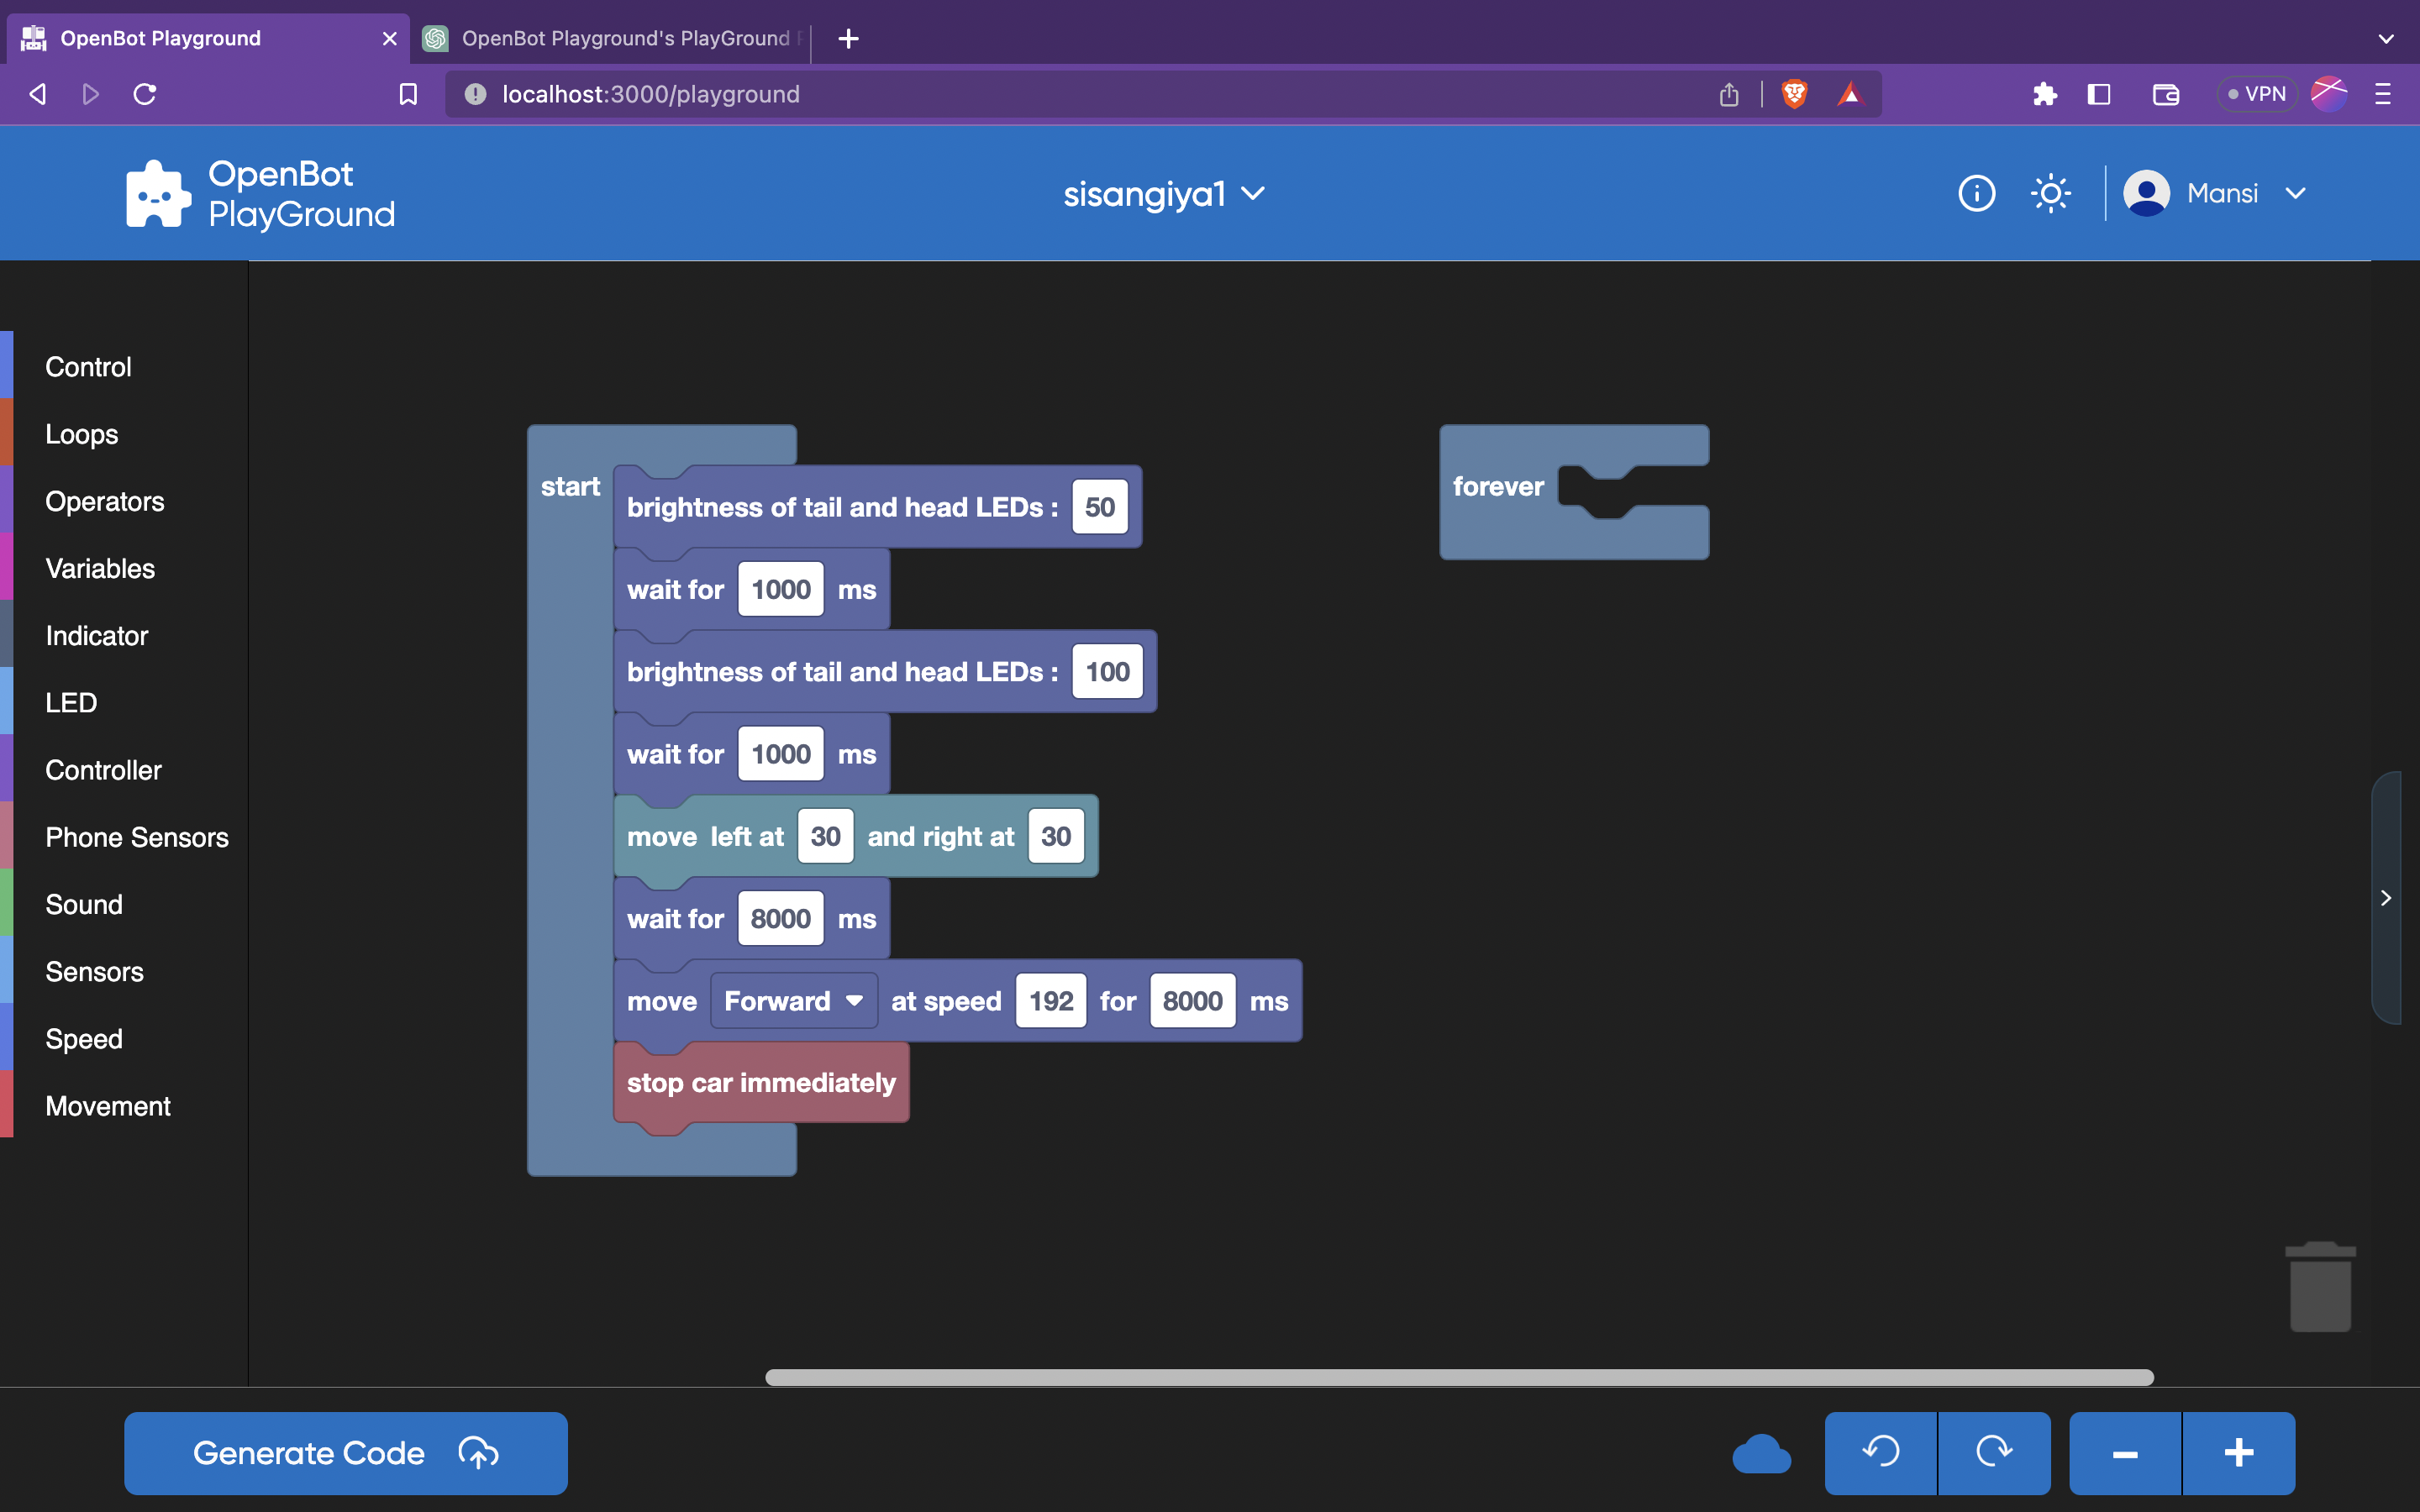 OpenBot Playground
OpenBot Playground's PlayGround
localhost:3000/playground
VPN
OpenBot
PlayGround
sisangiya1
Mansi
Control
Loops
Operators
Variables
Indicator
LED
Controller
Phone Sensors
Sound
Sensors
Speed
Movement
start
brightness of tail and head LEDs : 50
wait for 1000 ms
brightness of tail and head LEDs : 100
wait for 1000 ms
move left at 30 and right at 30
wait for 8000 ms
move Forward at speed 192 for 8000 ms
stop car immediately
forever
Generate Code